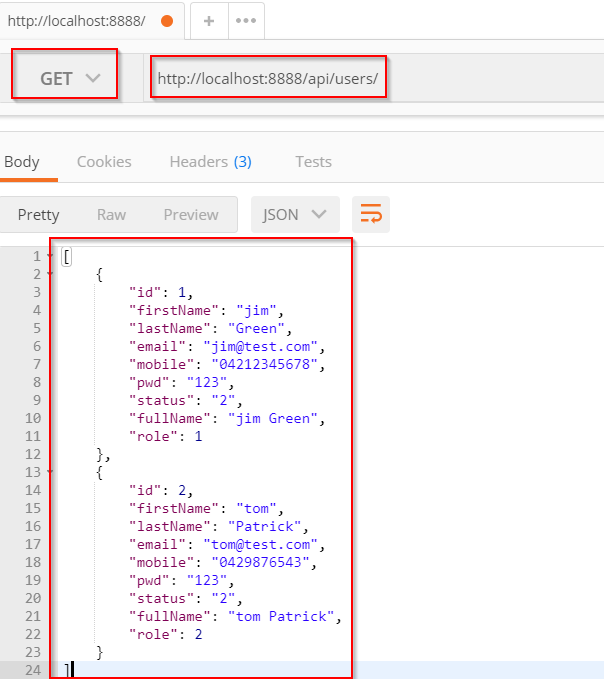 http://localhost:8888/
GET
http://localhost:8888/api/users/
Body Cookies Headers (3) Tests
Pretty Raw Preview JSON
1 [
2 {
3 "id": 1,
4 "firstName": "jim",
5 "lastName": "Green",
6 "email": "jim@test.com",
7 "mobile": "04212345678",
8 "pwd": "123",
9 "status": "2",
10 "fullName": "jim Green",
11 "role": 1
12 },
13 {
14 "id": 2,
15 "firstName": "tom",
16 "lastName": "Patrick",
17 "email": "tom@test.com",
18 "mobile": "0429876543",
19 "pwd": "123",
20 "status": "2",
21 "fullName": "tom Patrick",
22 "role": 2
23 }
24 ]